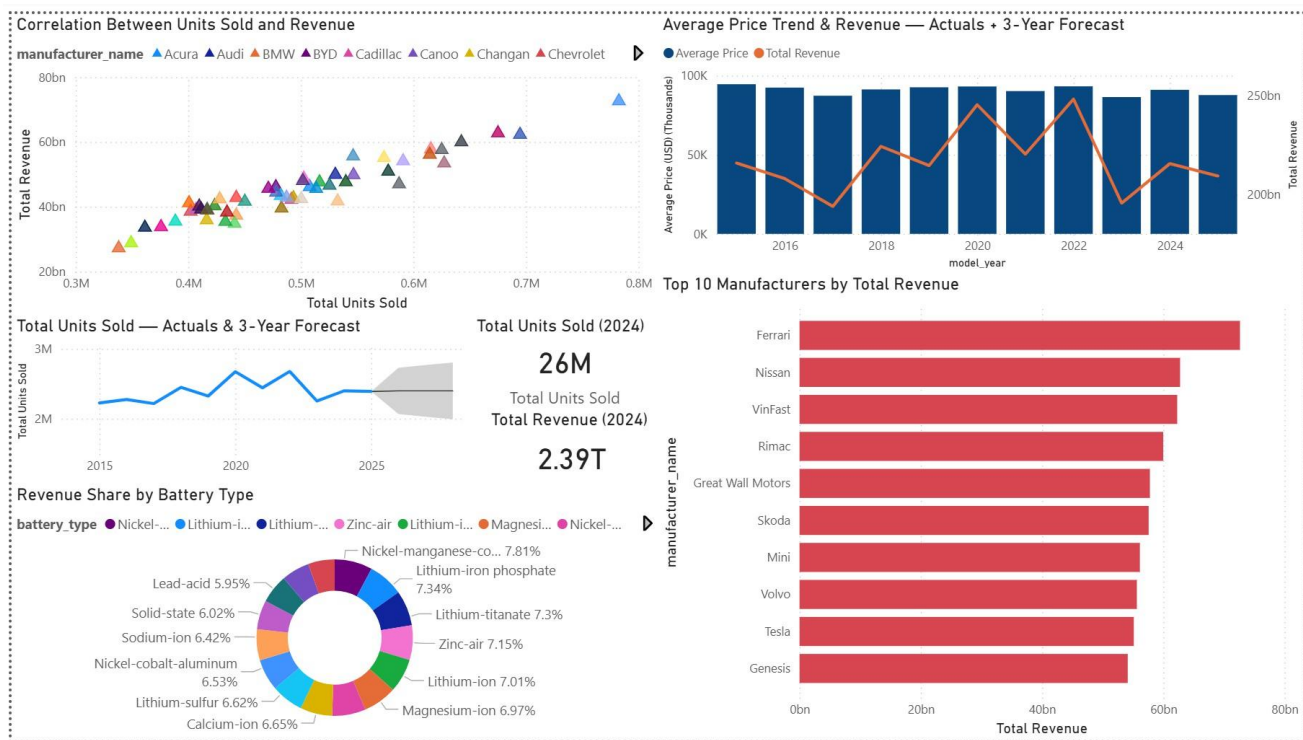 Correlation Between Units Sold and Revenue
manufacturer_name Acura Audi BMW BYD Cadillac Canoo Changan Chevrolet
80bn
60bn
40bn
20bn
Total Revenue
0.3M 0.4M 0.5M 0.6M 0.7M 0.8M
Total Units Sold
Total Units Sold — Actuals & 3-Year Forecast
3M
2M
Total Units Sold
2015 2020 2025
Total Units Sold (2024)
26M
Total Units Sold
Total Revenue (2024)
2.39T
Revenue Share by Battery Type
battery_type Nickel-... Lithium-i... Lithium-... Zinc-air Lithium-i... Magnesi... Nickel-...
Nickel-manganese-co... 7.81%
Lithium-iron phosphate
7.34%
Lithium-titanate 7.3%
Zinc-air 7.15%
Lithium-ion 7.01%
Magnesium-ion 6.97%
Calcium-ion 6.65%
Lithium-sulfur 6.62%
Nickel-cobalt-aluminum
6.53%
Sodium-ion 6.42%
Solid-state 6.02%
Lead-acid 5.95%
Average Price Trend & Revenue — Actuals + 3-Year Forecast
Average Price Total Revenue
100K
50K
0K
Average Price (USD) (Thousands)
250bn
200bn
Total Revenue
2016 2018 2020 2022 2024
model_year
Top 10 Manufacturers by Total Revenue
manufacturer_name
Ferrari
Nissan
VinFast
Rimac
Great Wall Motors
Skoda
Mini
Volvo
Tesla
Genesis
0bn 20bn 40bn 60bn 80bn
Total Revenue